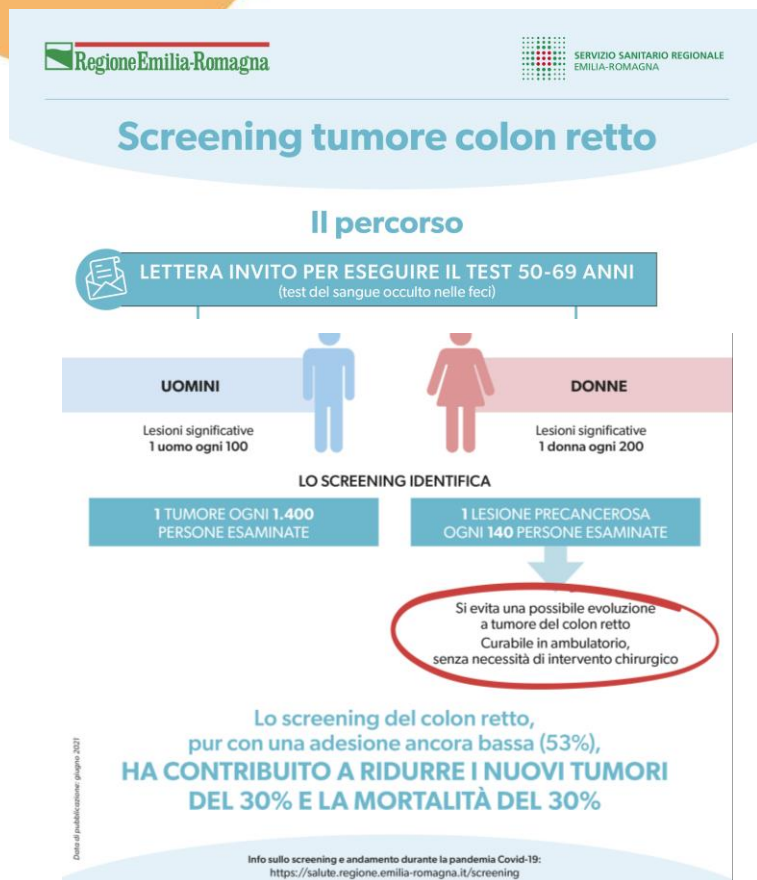 RegioneEmilia-Romagna
SERVIZIO SANITARIO REGIONALE
EMILIA-ROMAGNA
Screening tumore colon retto
Il percorso
LETTERA INVITO PER ESEGUIRE IL TEST 50-69 ANNI
(test del sangue occulto nelle feci)
UOMINI
Lesioni significative
1 uomo ogni 100
DONNE
Lesioni significative
1 donna ogni 200
LO SCREENING IDENTIFICA
1 TUMORE OGNI 1.400
PERSONE ESAMINATE
1 LESIONE PRECANCEROSA
OGNI 140 PERSONE ESAMINATE
Si evita una possibile evoluzione
a tumore del colon retto
Curabile in ambulatorio,
senza necessità di intervento chirurgico
Lo screening del colon retto,
pur con una adesione ancora bassa (53%),
HA CONTRIBUITO A RIDURRE I NUOVI TUMORI
DEL 30% E LA MORTALITÀ DEL 30%
Data di pubblicazione: giugno 2021
Info sullo screening e andamento durante la pandemia Covid-19:
https://salute.regione.emilia-romagna.it/screening